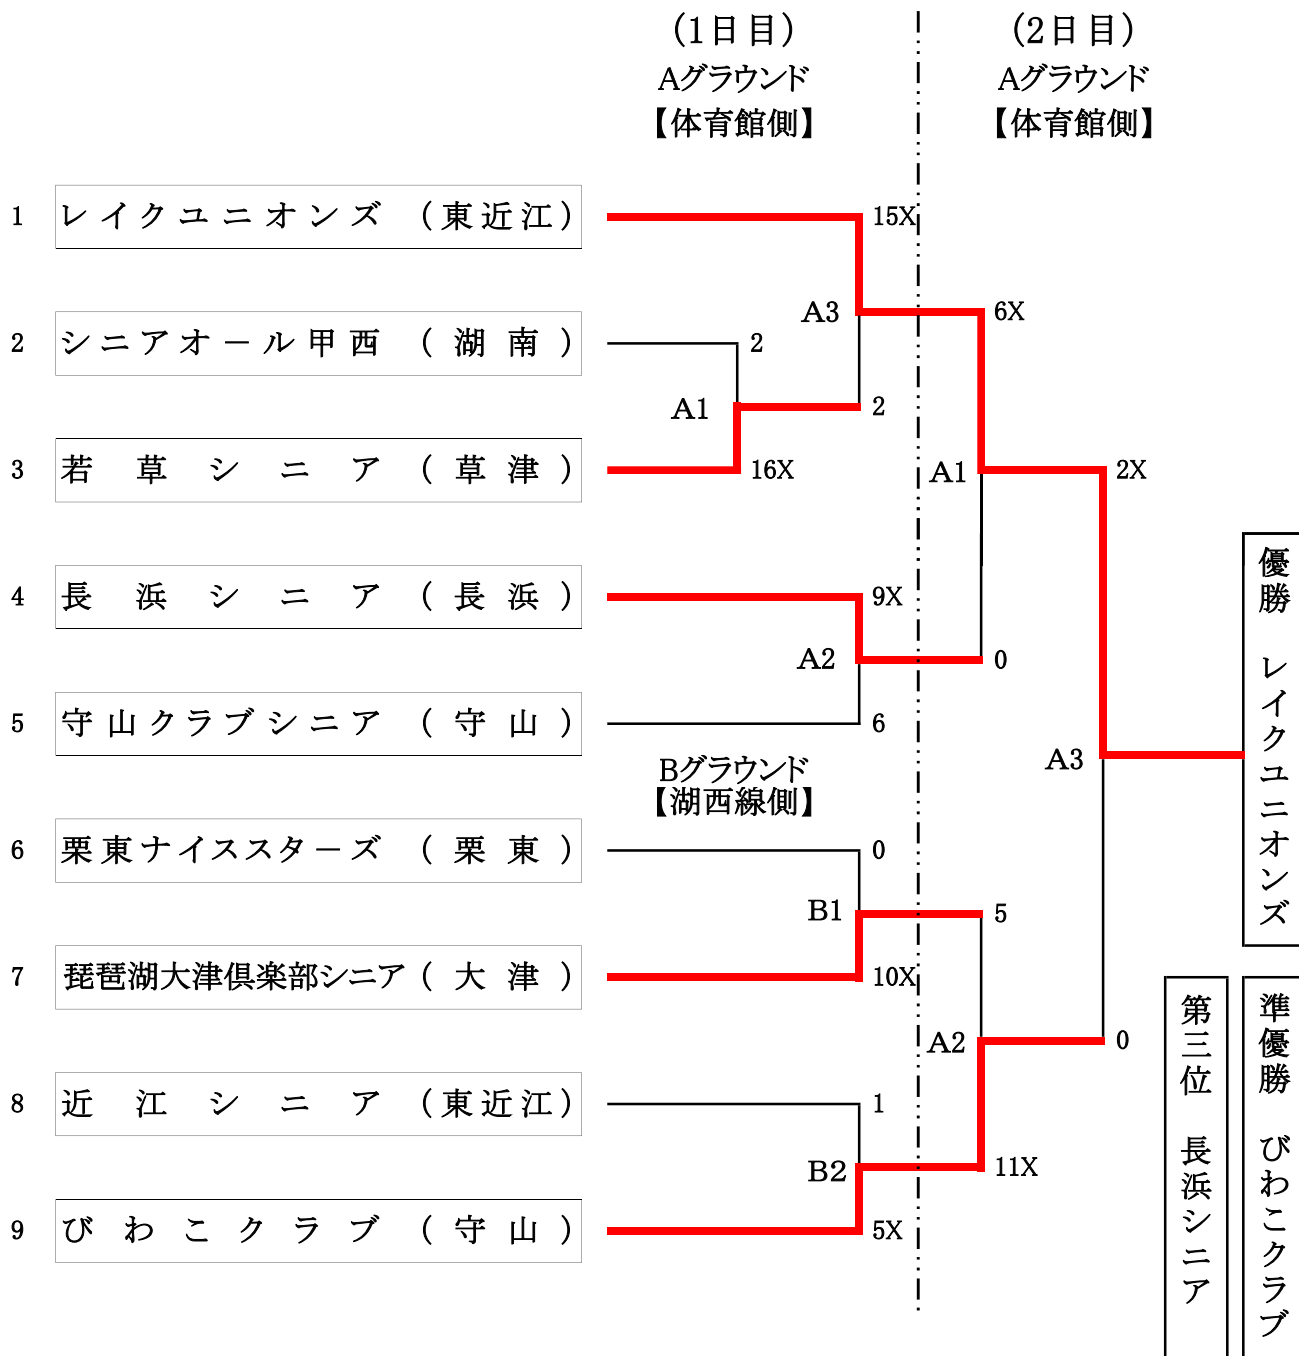 (1日目)
Aグラウンド
【体育館側】
(2日目)
Aグラウンド
【体育館側】
1 レイクユニオンズ (東近江) 15X
A3 6X
2 シニアオール甲西 (湖南) 2
A1 2
3 若草シニア (草津) 16X
A1 2X
4 長浜シニア (長浜) 9X
A2 0
5 守山クラブシニア (守山) 6
A3
Bグラウンド
【湖西線側】
6 栗東ナイススターズ (栗東) 0
B1 5
7 琵琶湖大津倶楽部シニア (大津) 10X
A2 0
8 近江シニア (東近江) 1
B2 11X
9 びわこクラブ (守山) 5X
優勝 レイクユニオンズ
準優勝 びわこクラブ
第三位 長浜シニア